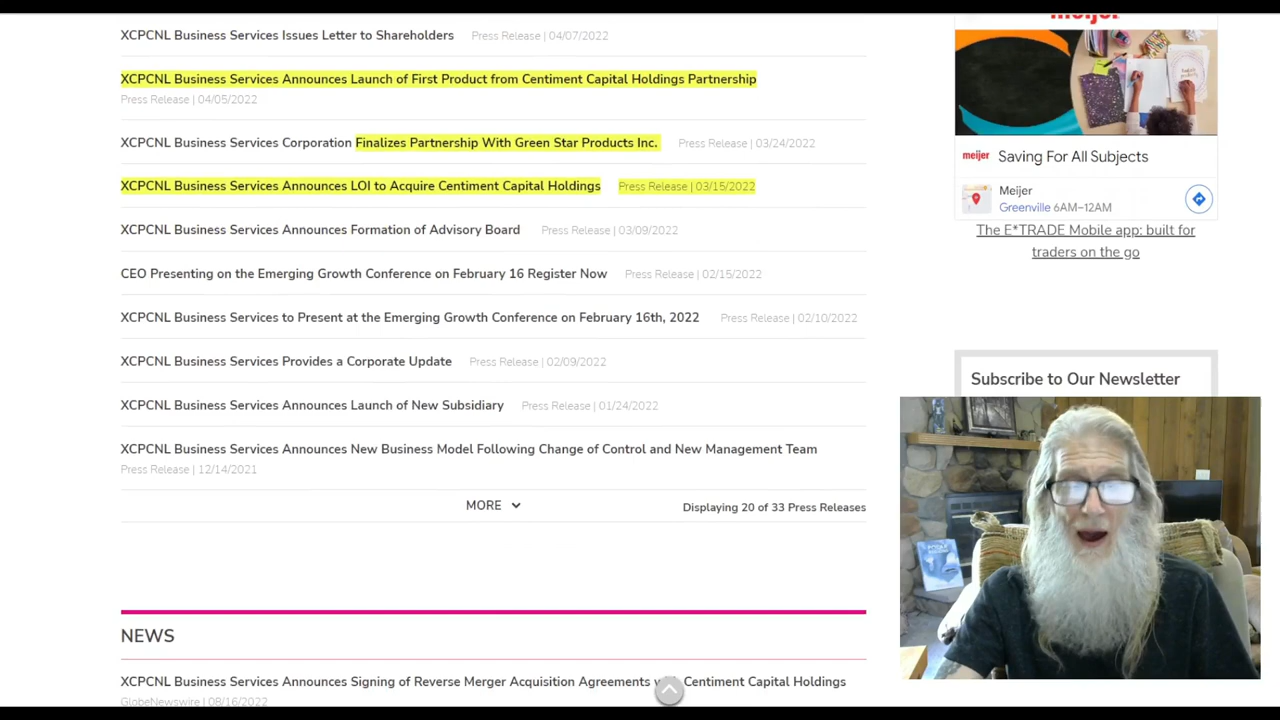 XCPCNL Business Services Issues Letter to Shareholders Press Release | 04/07/2022
XCPCNL Business Services Announces Launch of First Product from Centiment Capital Holdings Partnership
Press Release | 04/05/2022
XCPCNL Business Services Corporation Finalizes Partnership With Green Star Products Inc. Press Release | 03/24/2022
XCPCNL Business Services Announces LOI to Acquire Centiment Capital Holdings Press Release | 03/15/2022
XCPCNL Business Services Announces Formation of Advisory Board Press Release | 03/09/2022
CEO Presenting on the Emerging Growth Conference on February 16 Register Now Press Release | 02/15/2022
XCPCNL Business Services to Present at the Emerging Growth Conference on February 16th, 2022 Press Release | 02/10/2022
XCPCNL Business Services Provides a Corporate Update Press Release | 02/09/2022
XCPCNL Business Services Announces Launch of New Subsidiary Press Release | 01/24/2022
XCPCNL Business Services Announces New Business Model Following Change of Control and New Management Team
Press Release | 12/14/2021
MORE
Displaying 20 of 33 Press Releases
NEWS
XCPCNL Business Services Announces Signing of Reverse Merger Acquisition Agreements Centiment Capital Holdings
GlobeNewswire | 08/16/2022
meijer
meijer Saving For All Subjects
Meijer
Greenville 6AM–12AM
The E*TRADE Mobile app: built for
traders on the go
Subscribe to Our Newsletter